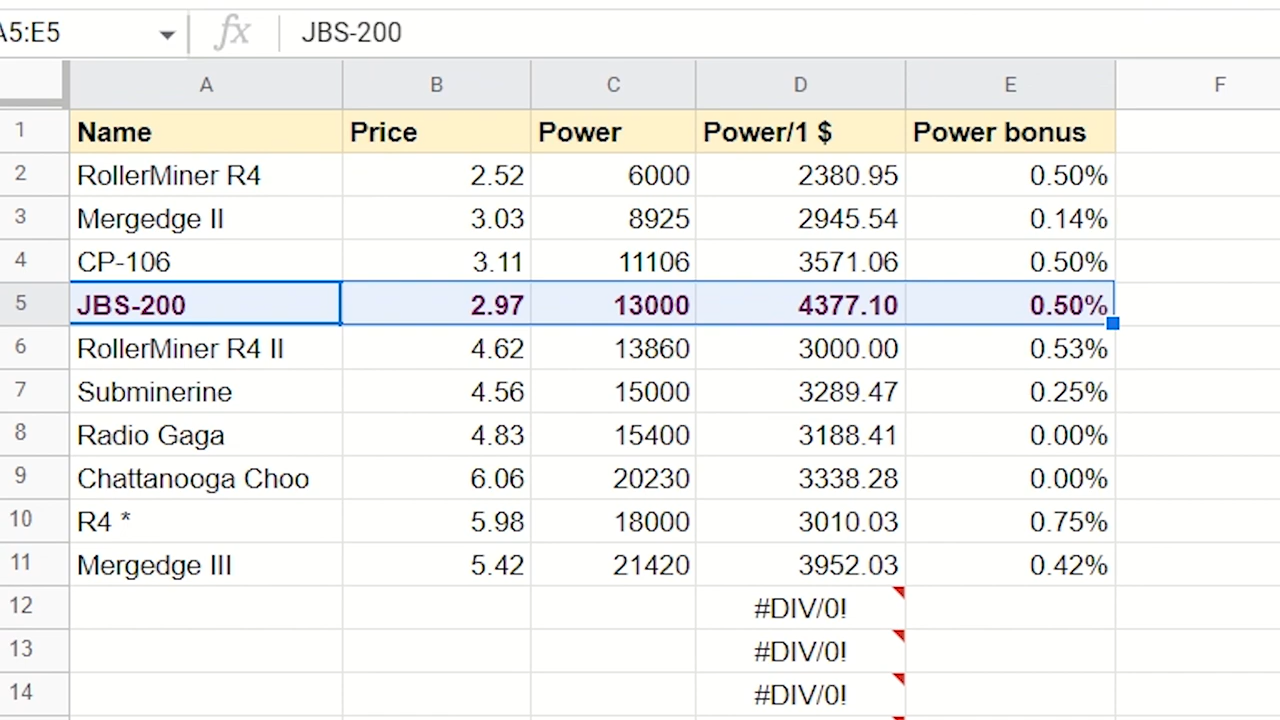 A5:E5 fx JBS-200
A B C D E F
1 Name Price Power Power/1 $ Power bonus
2 RollerMiner R4 2.52 6000 2380.95 0.50%
3 Mergedge II 3.03 8925 2945.54 0.14%
4 CP-106 3.11 11106 3571.06 0.50%
5 JBS-200 2.97 13000 4377.10 0.50%
6 RollerMiner R4 II 4.62 13860 3000.00 0.53%
7 Subminerine 4.56 15000 3289.47 0.25%
8 Radio Gaga 4.83 15400 3188.41 0.00%
9 Chattanooga Choo 6.06 20230 3338.28 0.00%
10 R4 * 5.98 18000 3010.03 0.75%
11 Mergedge III 5.42 21420 3952.03 0.42%
12 #DIV/0!
13 #DIV/0!
14 #DIV/0!